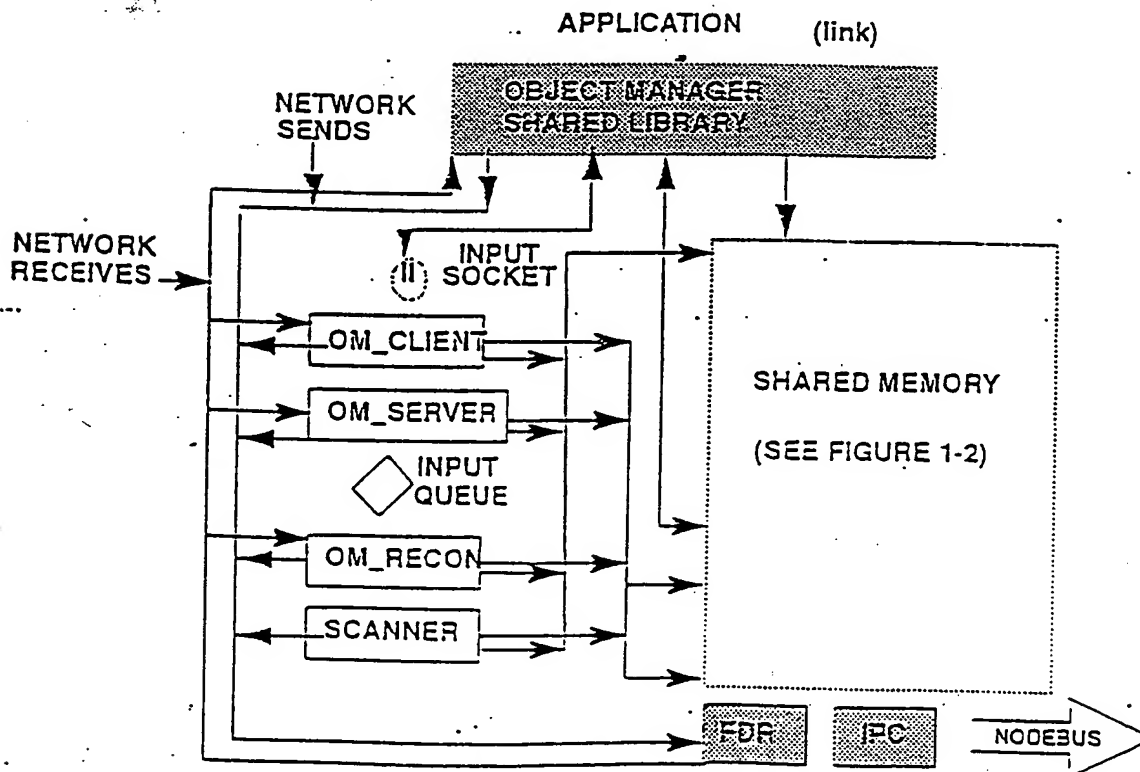 APPLICATION (link)
OBJECT MANAGER
SHARED LIBRARY
NETWORK
SENDS
NETWORK
RECEIVES
INPUT
SOCKET
OM_CLIENT
OM_SERVER
INPUT
QUEUE
OM_RECON
SCANNER
SHARED MEMORY
(SEE FIGURE 1-2)
FDR
IPC
NODEBUS